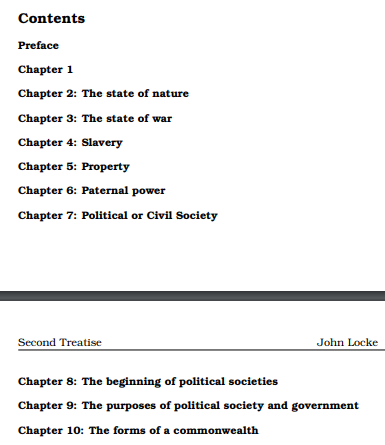 Contents
Preface
Chapter 1
Chapter 2: The state of nature
Chapter 3: The state of war
Chapter 4: Slavery
Chapter 5: Property
Chapter 6: Paternal power
Chapter 7: Political or Civil Society
Second Treatise John Locke
Chapter 8: The beginning of political societies
Chapter 9: The purposes of political society and government
Chapter 10: The forms of a commonwealth